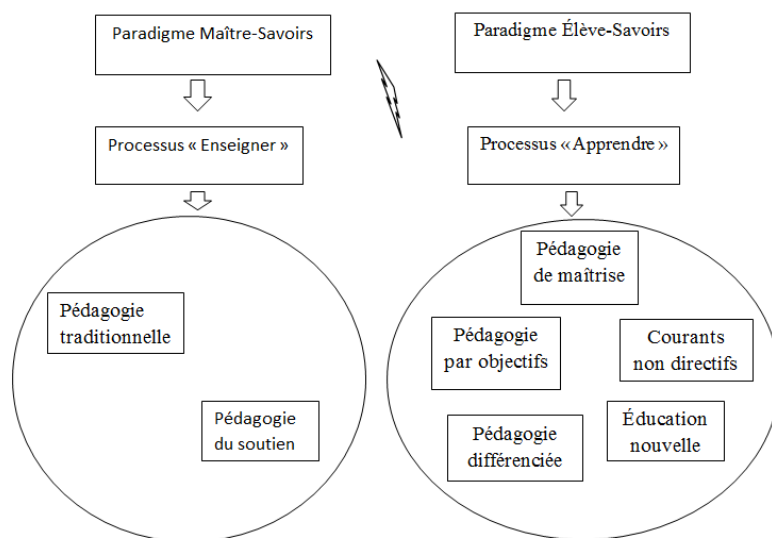 Paradigme Maître-Savoirs
Processus « Enseigner »
Pédagogie
traditionnelle
Pédagogie
du soutien
Paradigme Élève-Savoirs
Processus « Apprendre »
Pédagogie
de maîtrise
Pédagogie
par objectifs
Courants
non directifs
Pédagogie
différenciée
Éducation
nouvelle